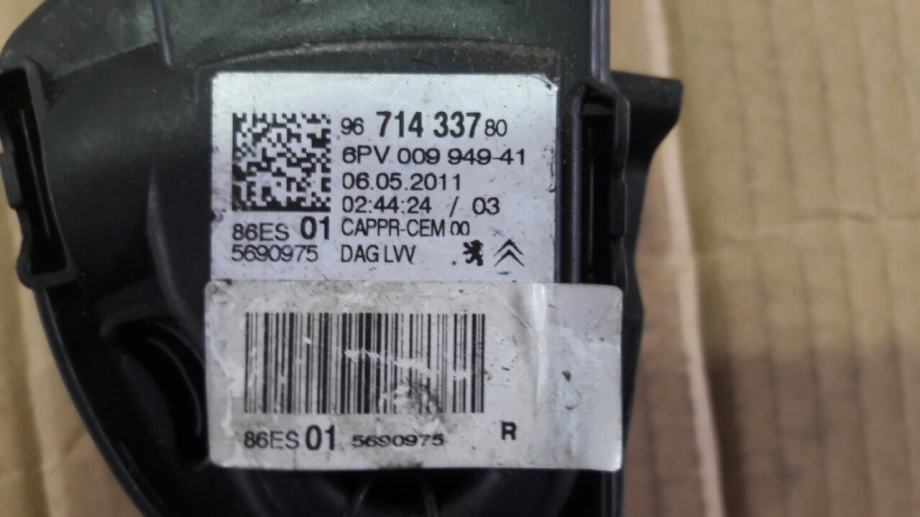 96 714 337 80
6PV 009 949-41
06.05.2011
02:44:24 / 03
86ES 01 CAPPR-CEM 00
5690975 DAG LVV
86ES 01 5690975 R